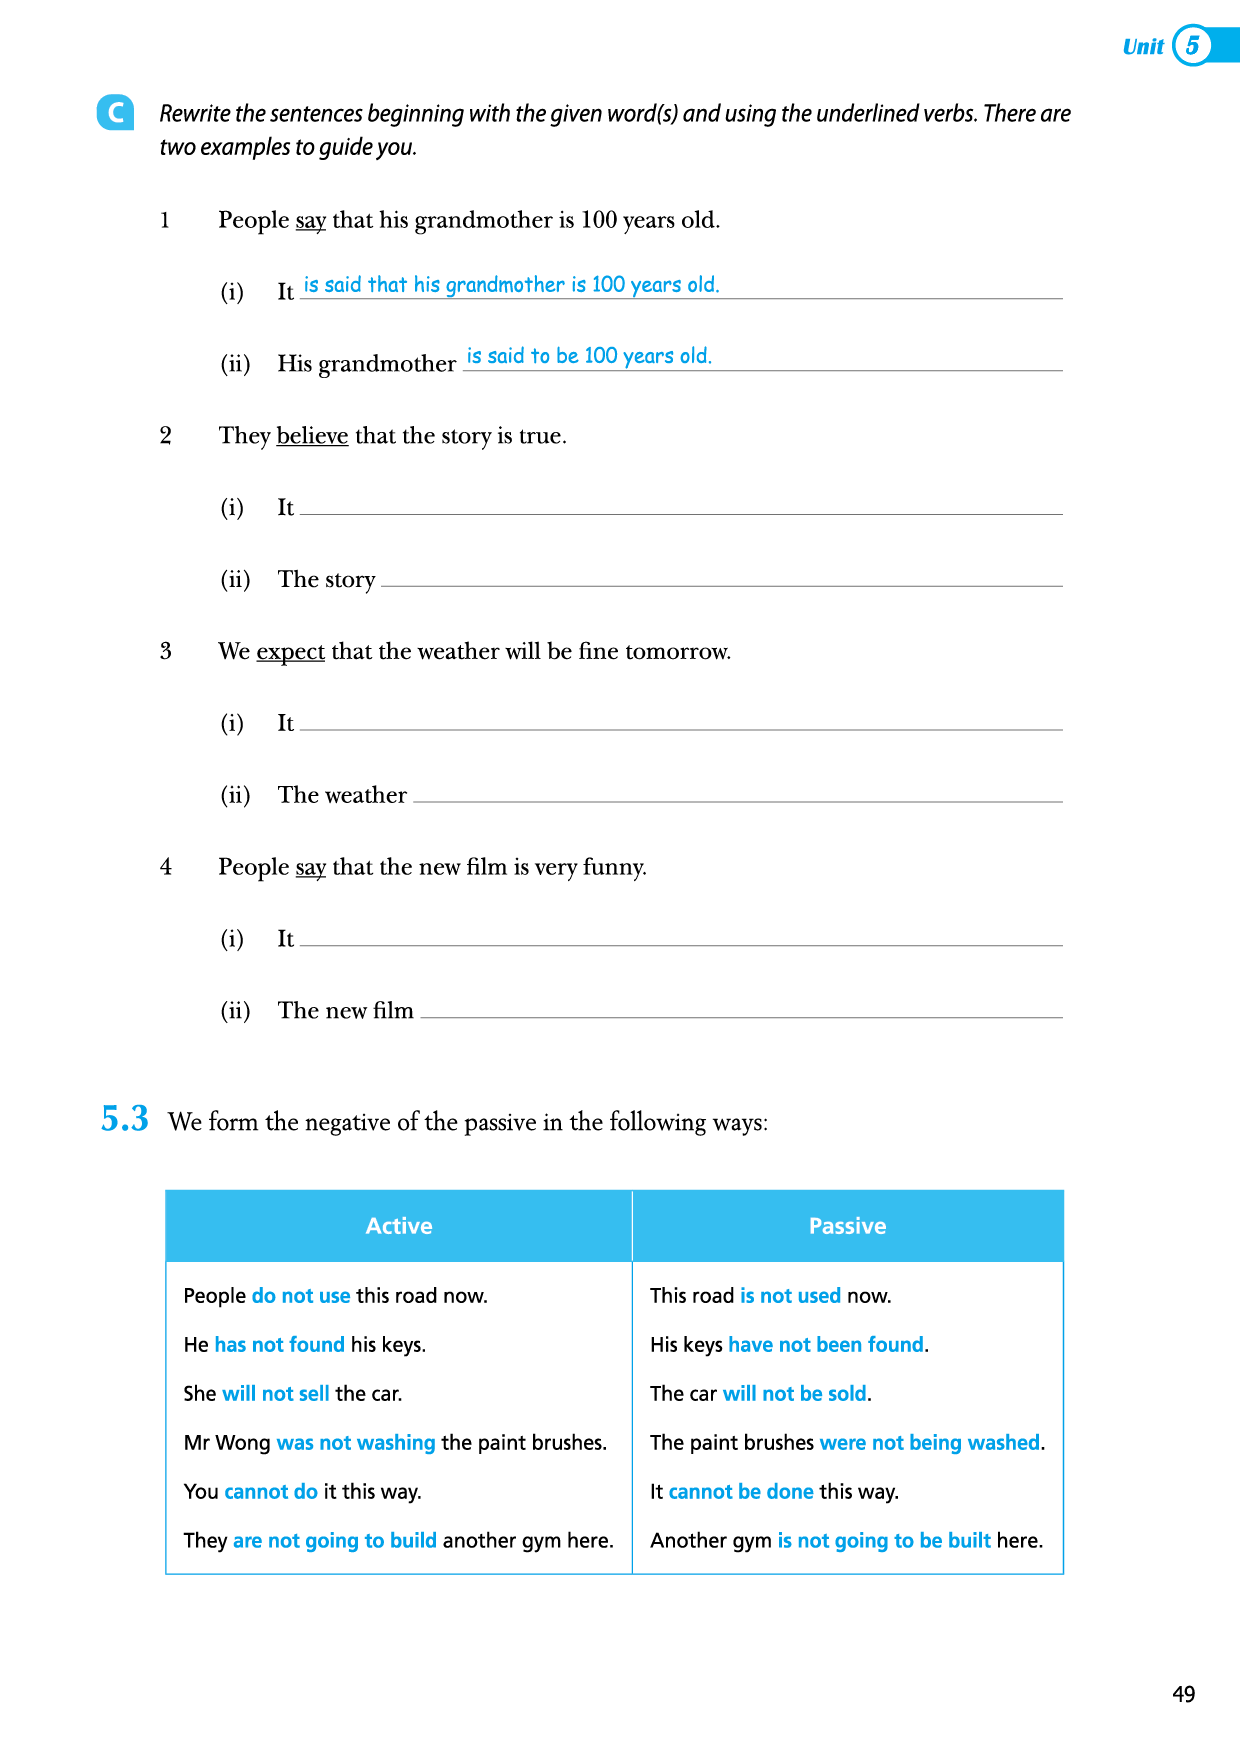 Unit 5
C Rewrite the sentences beginning with the given word(s) and using the underlined verbs. There are
two examples to guide you.
1 People say that his grandmother is 100 years old.
(i) It is said that his grandmother is 100 years old.
(ii) His grandmother is said to be 100 years old.
2 They believe that the story is true.
(i) It
(ii) The story
3 We expect that the weather will be fine tomorrow.
(i) It
(ii) The weather
4 People say that the new film is very funny.
(i) It
(ii) The new film
5.3 We form the negative of the passive in the following ways:
Active Passive
People do not use this road now. This road is not used now.
He has not found his keys. His keys have not been found.
She will not sell the car. The car will not be sold.
Mr Wong was not washing the paint brushes. The paint brushes were not being washed.
You cannot do it this way. It cannot be done this way.
They are not going to build another gym here. Another gym is not going to be built here.
49